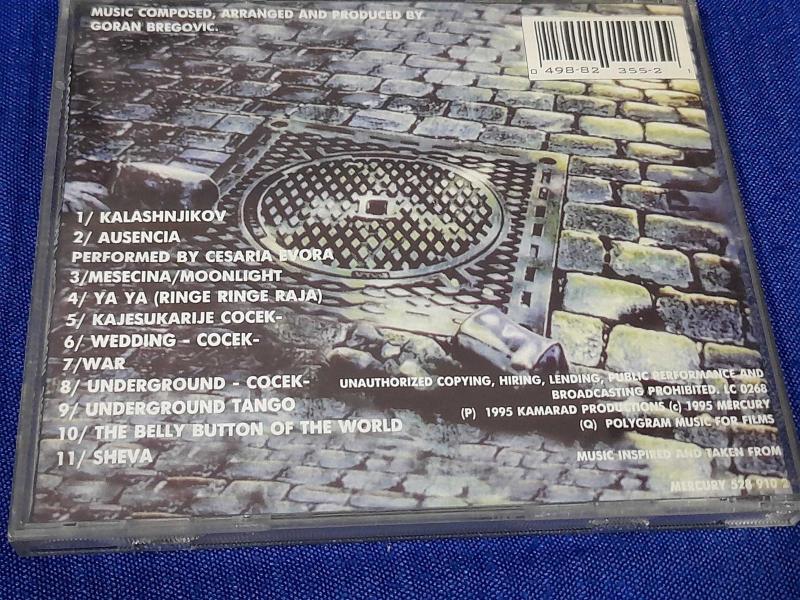 MUSIC COMPOSED, ARRANGED AND PRODUCED BY
GORAN BREGOVIC.
0 498-82 355-2 1
1/ KALASHNJIKOV
2/ AUSENCIA
PERFORMED BY CESARIA EVORA
3/MESECINA/MOONLIGHT
4/ YA YA (RINGE RINGE RAJA)
5/ KAJESUKARIJE COCEK-
6/ WEDDING - COCEK-
7/WAR
8/ UNDERGROUND - COCEK-
9/ UNDERGROUND TANGO
10/ THE BELLY BUTTON OF THE WORLD
11/ SHEVA
UNAUTHORIZED COPYING, HIRING, LENDING, PUBLIC PERFORMANCE AND
BROADCASTING PROHIBITED. LC 0268
(P) 1995 KAMARAD PRODUCTIONS (c) 1995 MERCURY
(Q) POLYGRAM MUSIC FOR FILMS
MUSIC INSPIRED AND TAKEN FROM
MERCURY 528 910 2